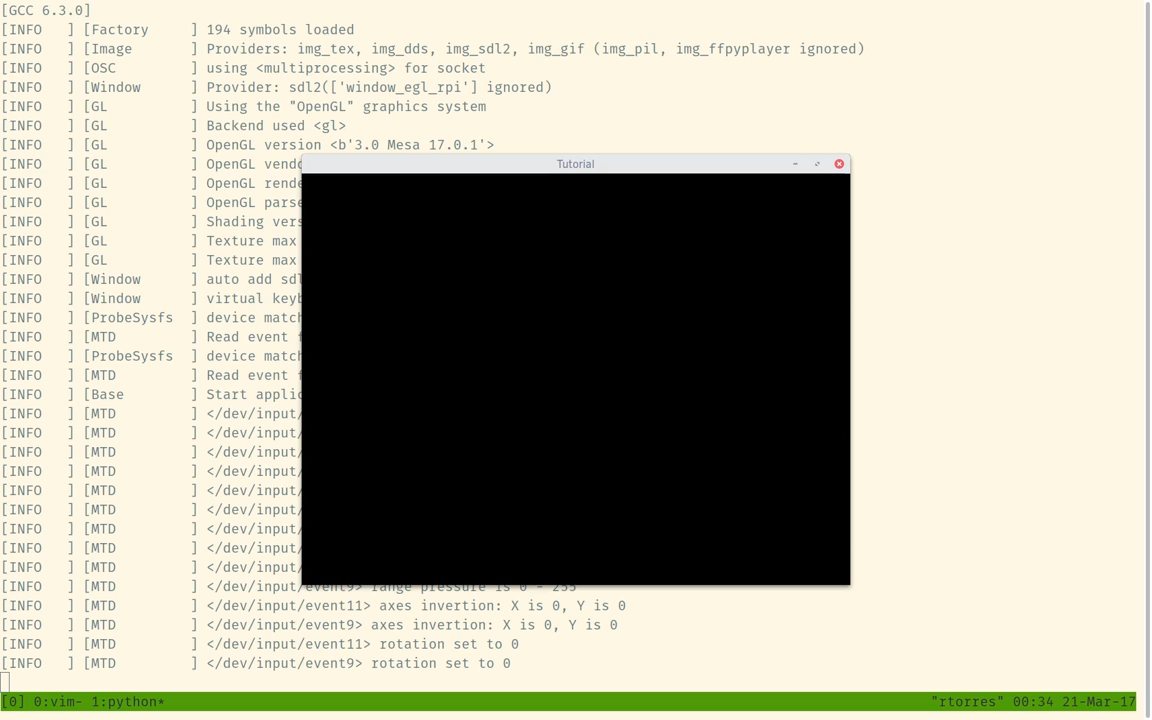 [GCC 6.3.0]
[INFO   ] [Factory     ] 194 symbols loaded
[INFO   ] [Image       ] Providers: img_tex, img_dds, img_sdl2, img_gif (img_pil, img_ffpyplayer ignored)
[INFO   ] [OSC         ] using <multiprocessing> for socket
[INFO   ] [Window      ] Provider: sdl2(['window_egl_rpi'] ignored)
[INFO   ] [GL          ] Using the "OpenGL" graphics system
[INFO   ] [GL          ] Backend used <gl>
[INFO   ] [GL          ] OpenGL version <b'3.0 Mesa 17.0.1'>
[INFO   ] [GL          ] OpenGL
Tutorial
[INFO   ] [GL          ] OpenGL
[INFO   ] [GL          ] OpenGL
[INFO   ] [GL          ] Shading
[INFO   ] [GL          ] Texture max
[INFO   ] [GL          ] Texture max
[INFO   ] [Window      ] auto add
[INFO   ] [Window      ] virtual
[INFO   ] [ProbeSysfs  ] device
[INFO   ] [MTD         ] Read event
[INFO   ] [ProbeSysfs  ] device
[INFO   ] [MTD         ] Read event
[INFO   ] [Base        ] Start
[INFO   ] [MTD         ] </dev/input/
[INFO   ] [MTD         ] </dev/input/
[INFO   ] [MTD         ] </dev/input/
[INFO   ] [MTD         ] </dev/input/
[INFO   ] [MTD         ] </dev/input/
[INFO   ] [MTD         ] </dev/input/
[INFO   ] [MTD         ] </dev/input/
[INFO   ] [MTD         ] </dev/input/
[INFO   ] [MTD         ] </dev/input/
[INFO   ] [MTD         ] </dev/input/event9> range pressure is 0 - 255
[INFO   ] [MTD         ] </dev/input/event11> axes invertion: X is 0, Y is 0
[INFO   ] [MTD         ] </dev/input/event9> axes invertion: X is 0, Y is 0
[INFO   ] [MTD         ] </dev/input/event11> rotation set to 0
[INFO   ] [MTD         ] </dev/input/event9> rotation set to 0
[0] 0:vim- 1:python* "rtorres" 00:34 21-Mar-17